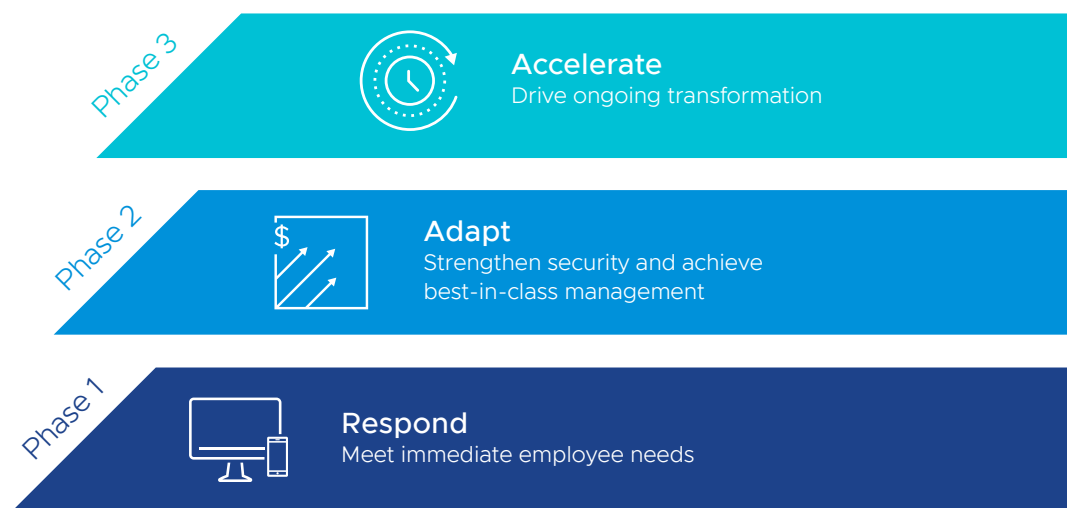 Phase 3
Accelerate
Drive ongoing transformation
Phase 2
$
Adapt
Strengthen security and achieve
best-in-class management
Phase 1
Respond
Meet immediate employee needs